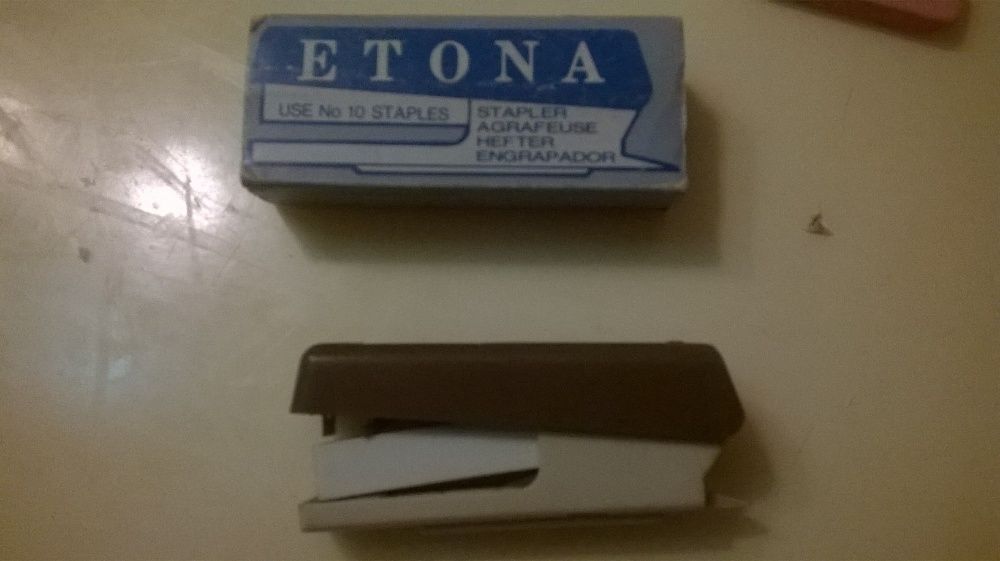 ETONA
USE No 10 STAPLES
STAPLER
AGRAFEUSE
HEFTER
ENGRAPADOR